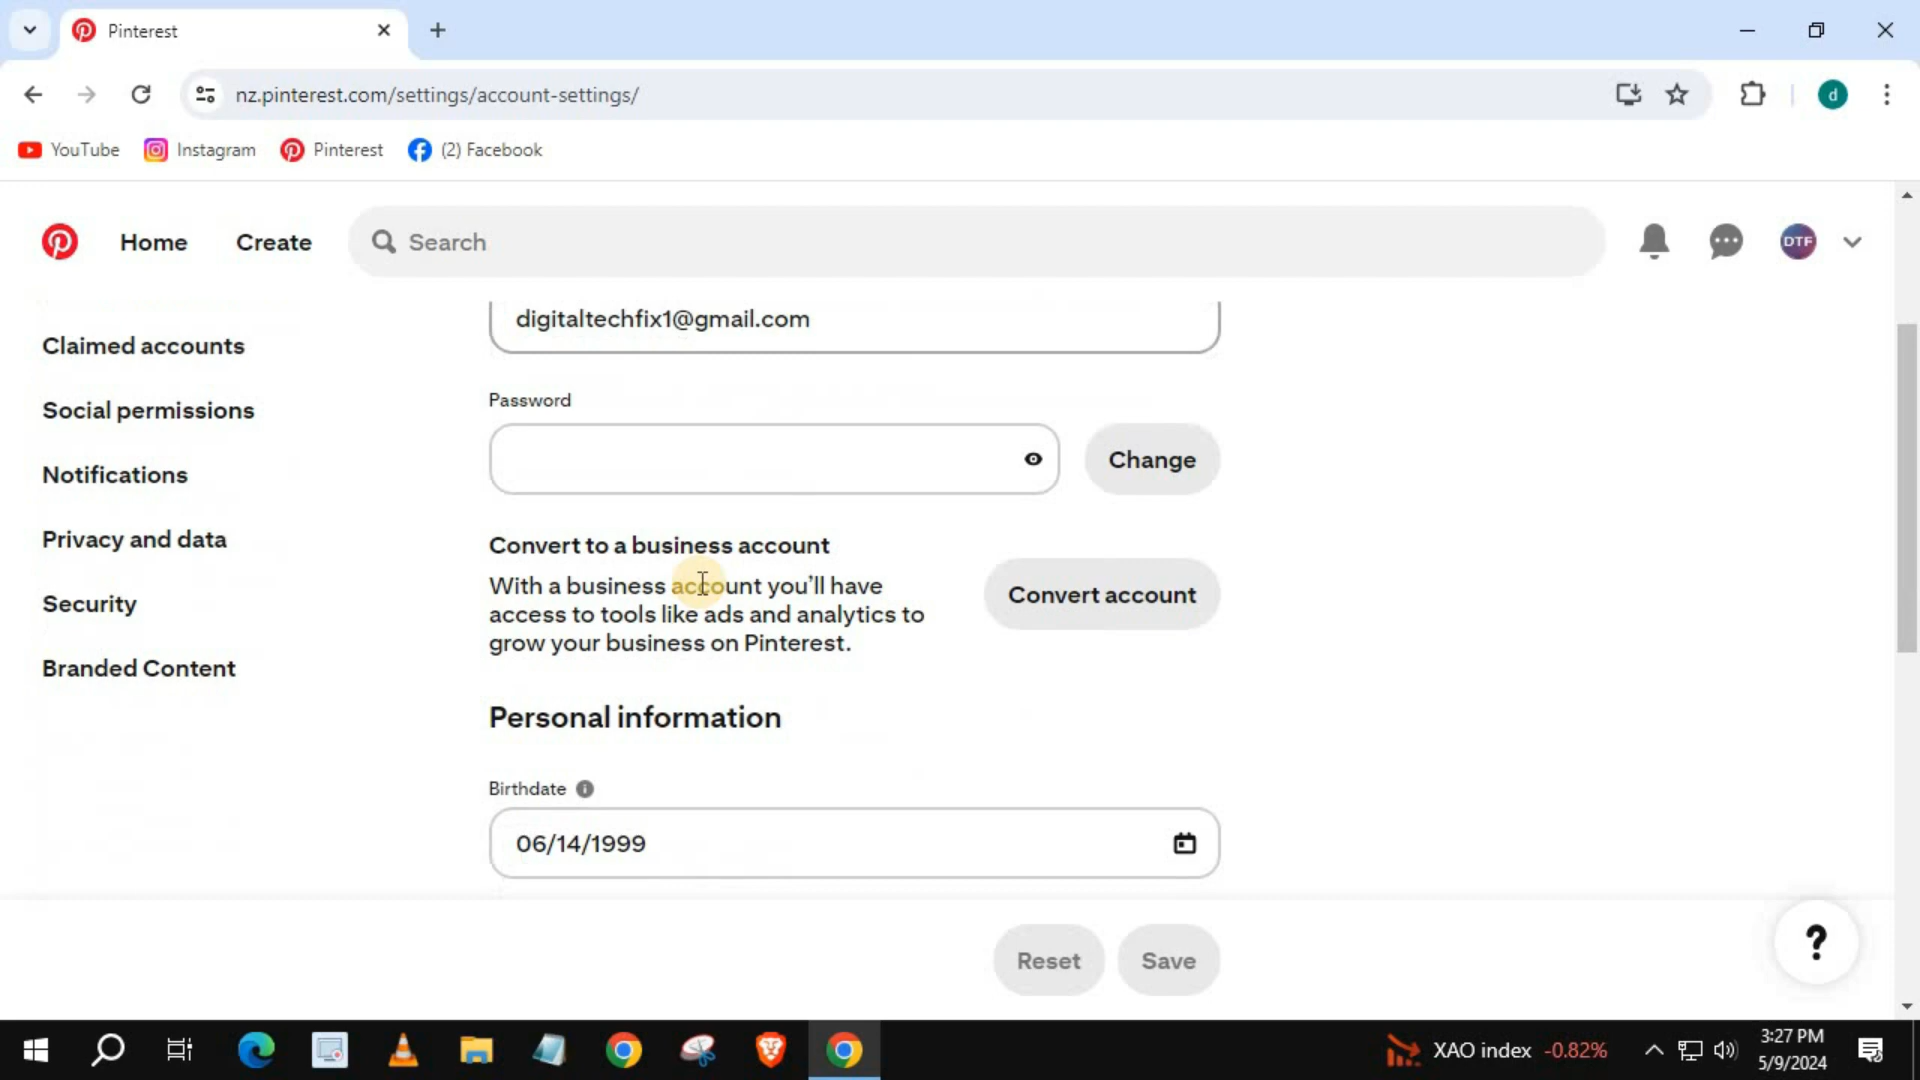 Pinterest
nz.pinterest.com/settings/account-settings/
d
YouTube
Instagram
Pinterest
(2) Facebook
Home
Create
Search
DTF
digitaltechfix1@gmail.com
Claimed accounts
Social permissions
Notifications
Privacy and data
Security
Branded Content
Password
Change
Convert to a business account
With a business account you'll have
access to tools like ads and analytics to
grow your business on Pinterest.
Convert account
Personal information
Birthdate
06/14/1999
Reset
Save
?
XAO index -0.82%
3:27 PM
5/9/2024